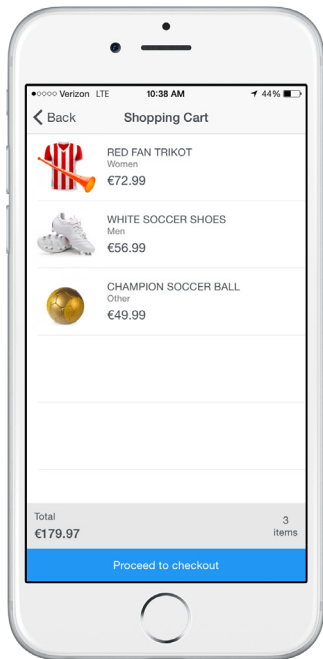 Verizon LTE 10:38 AM 44%
Back Shopping Cart
RED FAN TRIKOT
Women
€72.99
WHITE SOCCER SHOES
Men
€56.99
CHAMPION SOCCER BALL
Other
€49.99
Total
€179.97
3
items
Proceed to checkout